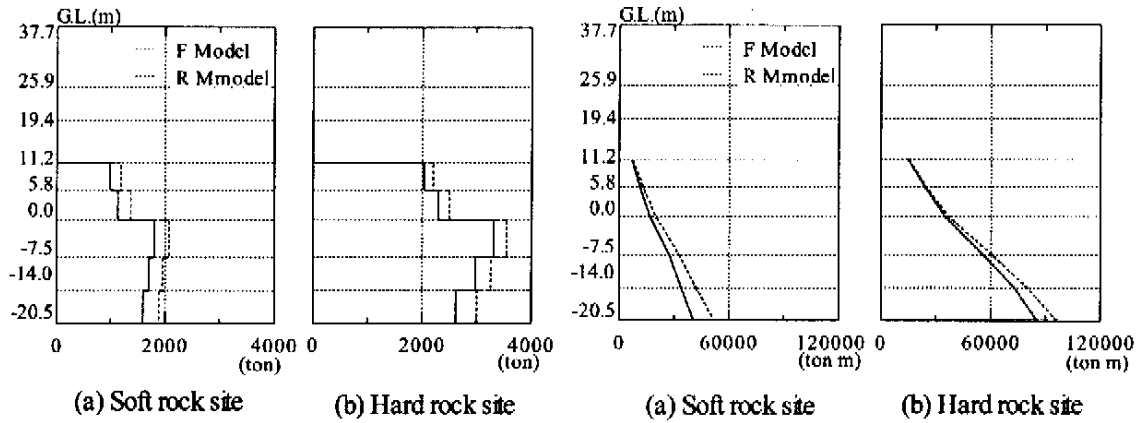 G.L.(m)
37.7
25.9
19.4
11.2
5.8
0.0
-7.5
-14.0
-20.5
F Model
R Mmodel
0 2000 4000
(ton)
0 2000 4000
(ton)
(a) Soft rock site
(b) Hard rock site
G.L.(m)
37.7
25.9
19.4
11.2
5.8
0.0
-7.5
-14.0
-20.5
F Model
R Mmodel
0 60000 120000
(ton m)
0 60000 120000
(ton m)
(a) Soft rock site
(b) Hard rock site